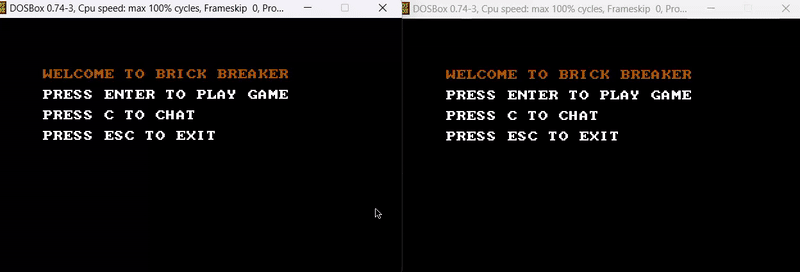 DOSBox 0.74-3, Cpu speed: max 100% cycles, Frameskip 0, Pro...
WELCOME TO BRICK BREAKER
PRESS ENTER TO PLAY GAME
PRESS C TO CHAT
PRESS ESC TO EXIT
DOSBox 0.74-3, Cpu speed: max 100% cycles, Frameskip 0, Pro...
WELCOME TO BRICK BREAKER
PRESS ENTER TO PLAY GAME
PRESS C TO CHAT
PRESS ESC TO EXIT